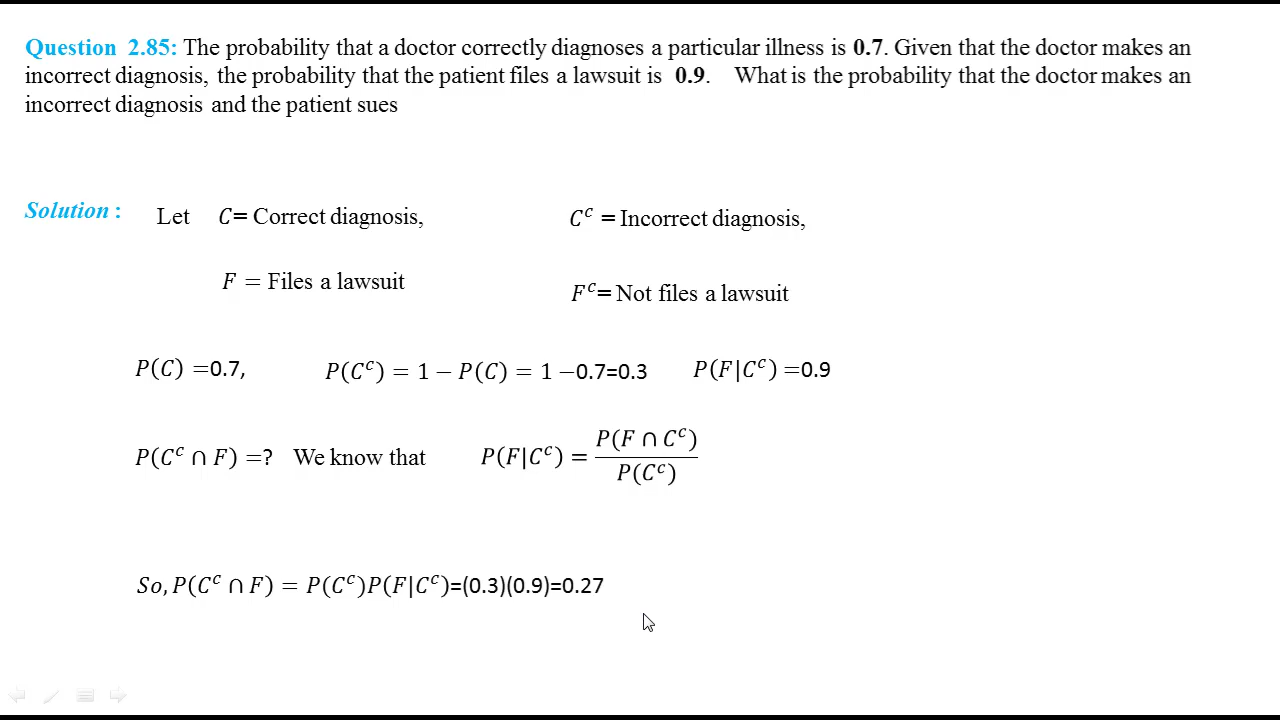 Question 2.85: The probability that a doctor correctly diagnoses a particular illness is 0.7. Given that the doctor makes an
incorrect diagnosis, the probability that the patient files a lawsuit is 0.9. What is the probability that the doctor makes an
incorrect diagnosis and the patient sues
Solution : Let C= Correct diagnosis, Cᶜ = Incorrect diagnosis,
F = Files a lawsuit Fᶜ= Not files a lawsuit
P(C) =0.7, P(Cᶜ) = 1 − P(C) = 1 −0.7=0.3 P(F|Cᶜ) =0.9
P(Cᶜ ∩ F) =? We know that P(F|Cᶜ) = P(F ∩ Cᶜ) / P(Cᶜ)
So, P(Cᶜ ∩ F) = P(Cᶜ)P(F|Cᶜ)=(0.3)(0.9)=0.27